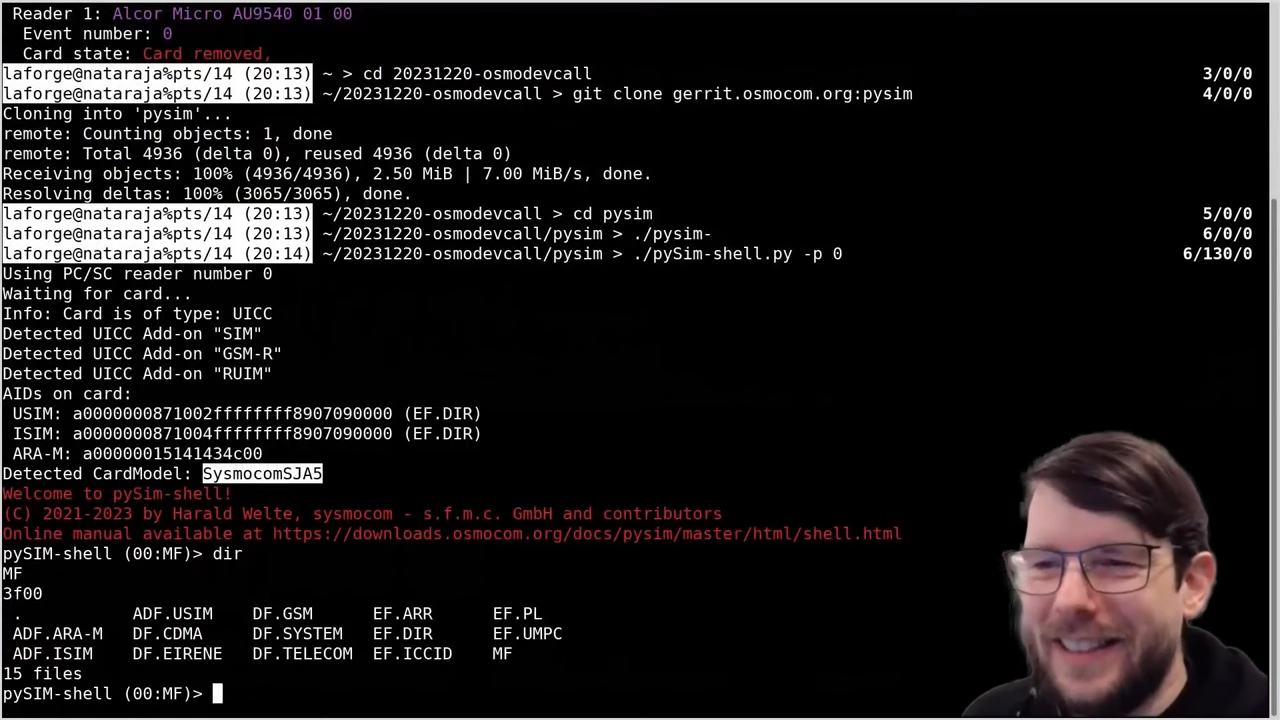 Reader 1: Alcor Micro AU9540 01 00
Event number: 0
Card state: Card removed,
laforge@nataraja%pts/14 (20:13) ~ > cd 20231220-osmodevcall 3/0/0
laforge@nataraja%pts/14 (20:13) ~/20231220-osmodevcall > git clone gerrit.osmocom.org:pysim 4/0/0
Cloning into 'pysim'...
remote: Counting objects: 1, done
remote: Total 4936 (delta 0), reused 4936 (delta 0)
Receiving objects: 100% (4936/4936), 2.50 MiB | 7.00 MiB/s, done.
Resolving deltas: 100% (3065/3065), done.
laforge@nataraja%pts/14 (20:13) ~/20231220-osmodevcall > cd pysim 5/0/0
laforge@nataraja%pts/14 (20:13) ~/20231220-osmodevcall/pysim > ./pysim- 6/0/0
laforge@nataraja%pts/14 (20:14) ~/20231220-osmodevcall/pysim > ./pySim-shell.py -p 0 6/130/0
Using PC/SC reader number 0
Waiting for card...
Info: Card is of type: UICC
Detected UICC Add-on "SIM"
Detected UICC Add-on "GSM-R"
Detected UICC Add-on "RUIM"
AIDs on card:
USIM: a0000000871002ffffffff8907090000 (EF.DIR)
ISIM: a0000000871004ffffffff8907090000 (EF.DIR)
ARA-M: a00000015141434c00
Detected CardModel: SysmocomSJA5
Welcome to pySim-shell!
(C) 2021-2023 by Harald Welte, sysmocom - s.f.m.c. GmbH and contributors
Online manual available at https://downloads.osmocom.org/docs/pysim/master/html/shell.html
pySIM-shell (00:MF)> dir
MF
3f00
. ADF.USIM DF.GSM EF.ARR EF.PL
ADF.ARA-M DF.CDMA DF.SYSTEM EF.DIR EF.UMPC
ADF.ISIM DF.EIRENE DF.TELECOM EF.ICCID MF
15 files
pySIM-shell (00:MF)>